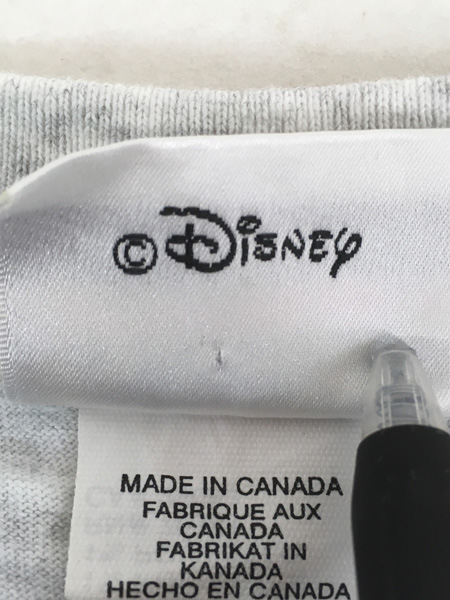 © Disney
MADE IN CANADA
FABRIQUE AUX
CANADA
FABRIKAT IN
KANADA
HECHO EN CANADA